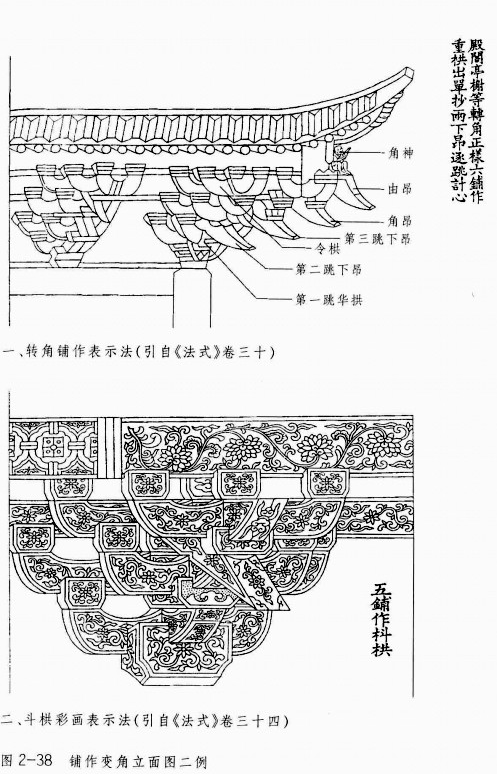 殿閣亭榭等轉角正樣六鋪作
重栱出單抄兩下昂逐跳計心
角神
由昂
角昂
第三跳下昂
令栱
第二跳下昂
第一跳华拱
一、转角铺作表示法(引自《法式》卷三十)
五鋪作枓栱
二、斗栱彩画表示法(引自《法式》卷三十四)
图2-38 铺作变角立面图二例